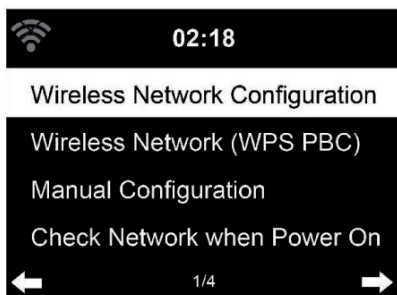 02:18
Wireless Network Configuration
Wireless Network (WPS PBC)
Manual Configuration
Check Network when Power On
1/4